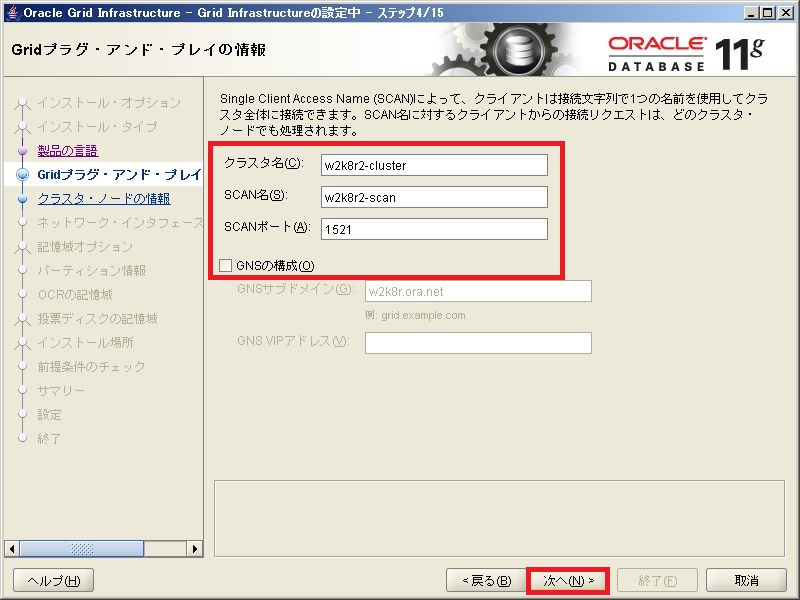 Oracle Grid Infrastructure - Grid Infrastructureの設定中 - ステップ4/15
Gridプラグ・アンド・プレイの情報
ORACLE
DATABASE 11g
インストール・オプション
インストール・タイプ
製品の言語
Gridプラグ・アンド・プレイ
クラスタ・ノードの情報
ネットワーク・インタフェース
記憶域オプション
パーティション情報
OCRの記憶域
投票ディスクの記憶域
インストール場所
前提条件のチェック
サマリー
設定
終了
Single Client Access Name (SCAN)によって、クライアントは接続文字列で1つの名前を使用してクラ
スタ全体に接続できます。SCAN名に対するクライアントからの接続リクエストは、どのクラスタ・
ノードでも処理されます。
クラスタ名(C): w2k8r2-cluster
SCAN名(S): w2k8r2-scan
SCANポート(A): 1521
GNSの構成(O)
GNSサブドメイン(G): w2k8r.ora.net
例: grid.example.com
GNS VIPアドレス(V):
ヘルプ(H)
< 戻る(B)
次へ(N) >
終了(F)
取消